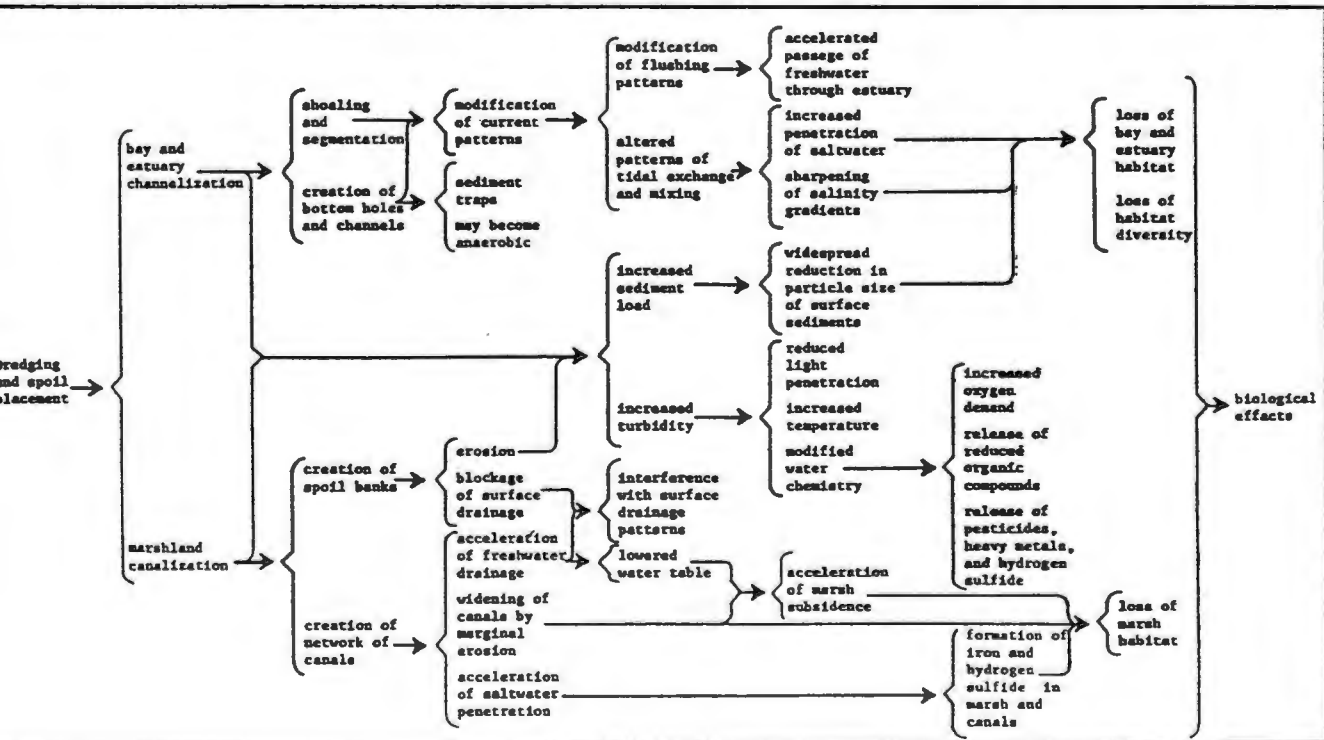 modification
of flushing
patterns
accelerated
passage of
freshwater
through estuary
shoaling
and
segmentation
modification
of current
patterns
altered
patterns of
tidal exchange
and mixing
increased
penetration
of saltwater
sharpening
of salinity
gradients
loss of
bay and
estuary
habitat
loss of
habitat
diversity
bay and
estuary
channelization
creation of
bottom holes
and channels
sediment
traps
may become
anaerobic
increased
sediment
load
widespread
reduction in
particle size
of surface
sediments
redging
nd spoil
lacement
increased
turbidity
reduced
light
penetration
increased
temperature
modified
water
chemistry
increased
oxygen
demand
release of
reduced
organic
compounds
release of
pesticides,
heavy metals,
and hydrogen
sulfide
biological
effects
creation of
spoil banks
erosion
blockage
of surface
drainage
interference
with surface
drainage
patterns
marshland
canalization
acceleration
of freshwater
drainage
lowered
water table
acceleration
of marsh
subsidence
creation of
network of
canals
widening of
canals by
marginal
erosion
acceleration
of saltwater
penetration
formation of
iron and
hydrogen
sulfide in
marsh and
canals
loss of
marsh
habitat